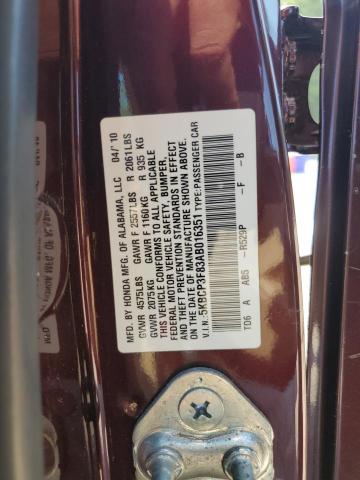 MFD. BY HONDA MFG. OF ALABAMA, LLC 04/10
GVWR 4575LBS GAWR F 2557LBS R 2061LBS
GVWR 2075KG GAWR F 1160KG R 935 KG
THIS VEHICLE CONFORMS TO ALL APPLICABLE
FEDERAL MOTOR VEHICLE SAFETY, BUMPER,
AND THEFT PREVENTION STANDARDS IN EFFECT
ON THE DATE OF MANUFACTURE SHOWN ABOVE.
V.I.N.: 5KBCP3F83AB016351 TYPE:PASSENGER CAR
TD6 A AB5 -R529P -F -B